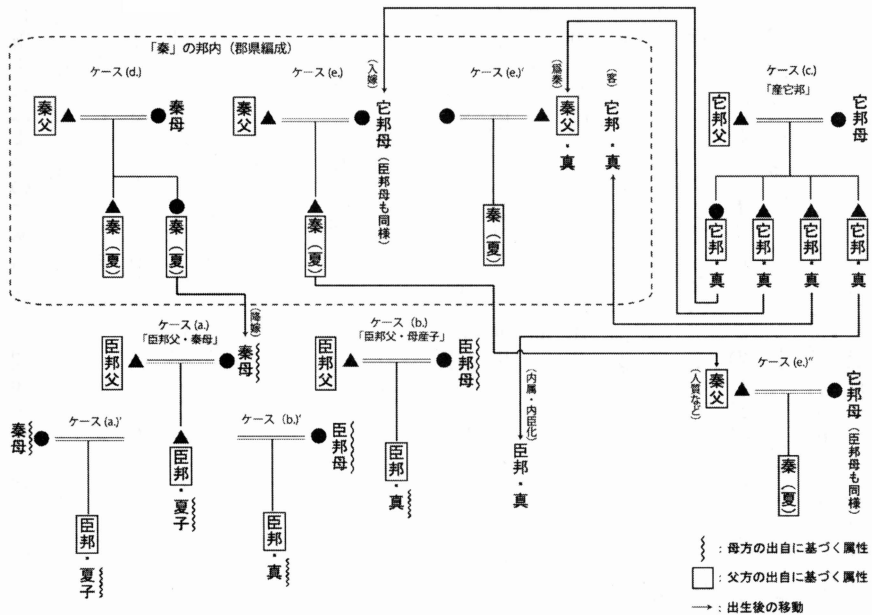 「秦」の邦内（郡県編成）
ケース(d.)
秦父
秦母
秦（夏）
秦（夏）
ケース(e.)
秦父
（入嫁）
它邦母（臣邦母も同様）
秦（夏）
ケース(e.)′
（為秦）
秦父・真
秦（夏）
（客）
它邦・真
ケース(c.)
「産它邦」
它邦父
它邦母
它邦・真
它邦・真
它邦・真
它邦・真
ケース(a.)
「臣邦父・秦母」
臣邦父
（降嫁）
秦母
臣邦・夏子
ケース(a.)′
秦母
臣邦・夏子
ケース（b.)
「臣邦父・母産子」
臣邦父
臣邦母
臣邦・真
ケース（b.)′
臣邦母
臣邦・真
（内属・内臣化）
臣邦・真
ケース(e.)″
（人質など）
秦父
它邦母（臣邦母も同様）
秦（夏）
：母方の出自に基づく属性
：父方の出自に基づく属性
：出生後の移動